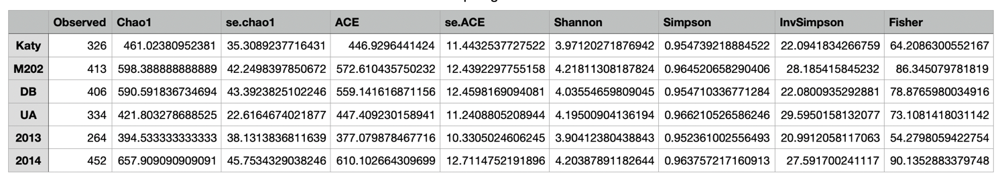 Observed Chao1 se.chao1 ACE se.ACE Shannon Simpson InvSimpson Fisher
Katy 326 461.02380952381 35.3089237716431 446.9296441424 11.4432537727522 3.97120271876942 0.954739218884522 22.0941834266759 64.2086300552167
M202 413 598.388888888889 42.2498397850672 572.610435750232 12.4392297755158 4.21811308187824 0.964520658290406 28.185415845232 86.345079781819
DB 406 590.591836734694 43.3923825102246 559.141616871156 12.4598169094081 4.03554659809045 0.954710336771284 22.0800935292881 78.8765980034916
UA 334 421.803278688525 22.6164674021877 447.409230158941 11.2408805208944 4.19500904136194 0.966210526586246 29.5950158132077 73.1081418031142
2013 264 394.533333333333 38.1313836811639 377.079878467716 10.3305024606245 3.90412380438843 0.952361002556493 20.9912058117063 54.2798059422754
2014 452 657.909090909091 45.7534329038246 610.102664309699 12.7114752191896 4.20387891182644 0.963757217160913 27.591700241117 90.1352883379748